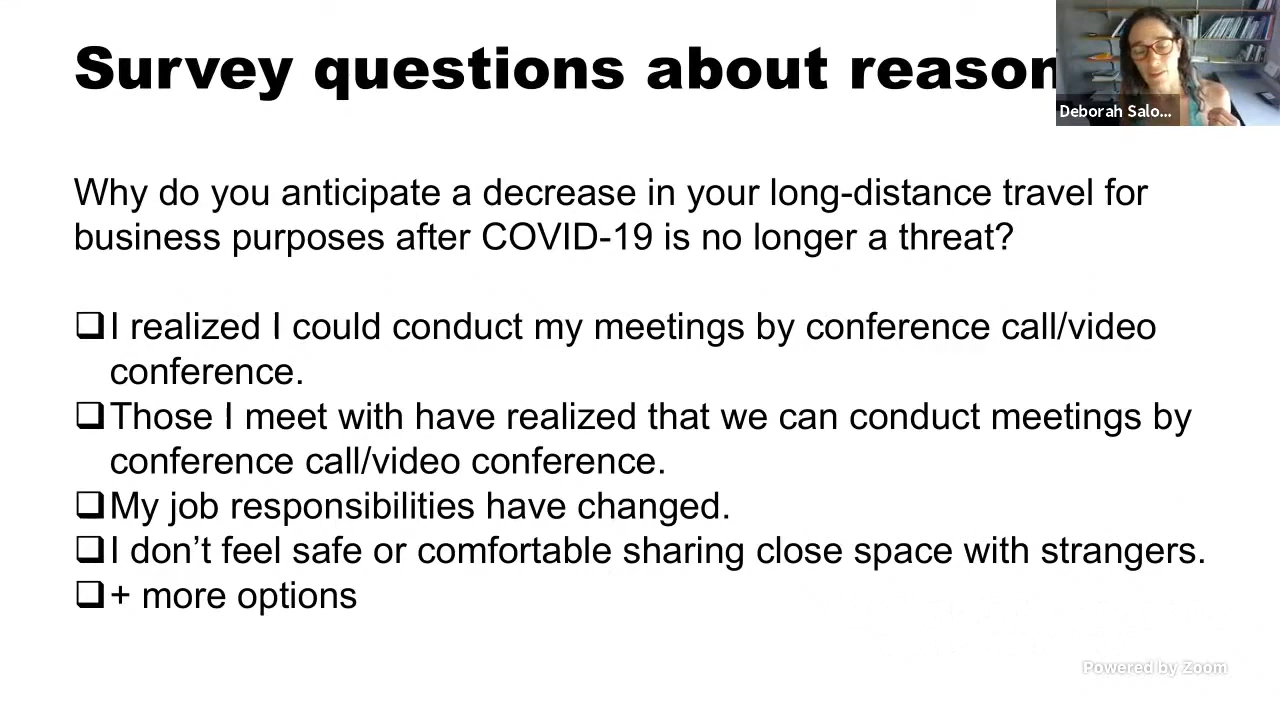 Survey questions about reason
Deborah Salo...
Why do you anticipate a decrease in your long-distance travel for
business purposes after COVID-19 is no longer a threat?
❑I realized I could conduct my meetings by conference call/video
conference.
❑Those I meet with have realized that we can conduct meetings by
conference call/video conference.
❑My job responsibilities have changed.
❑I don’t feel safe or comfortable sharing close space with strangers.
❑+ more options
Powered by Zoom